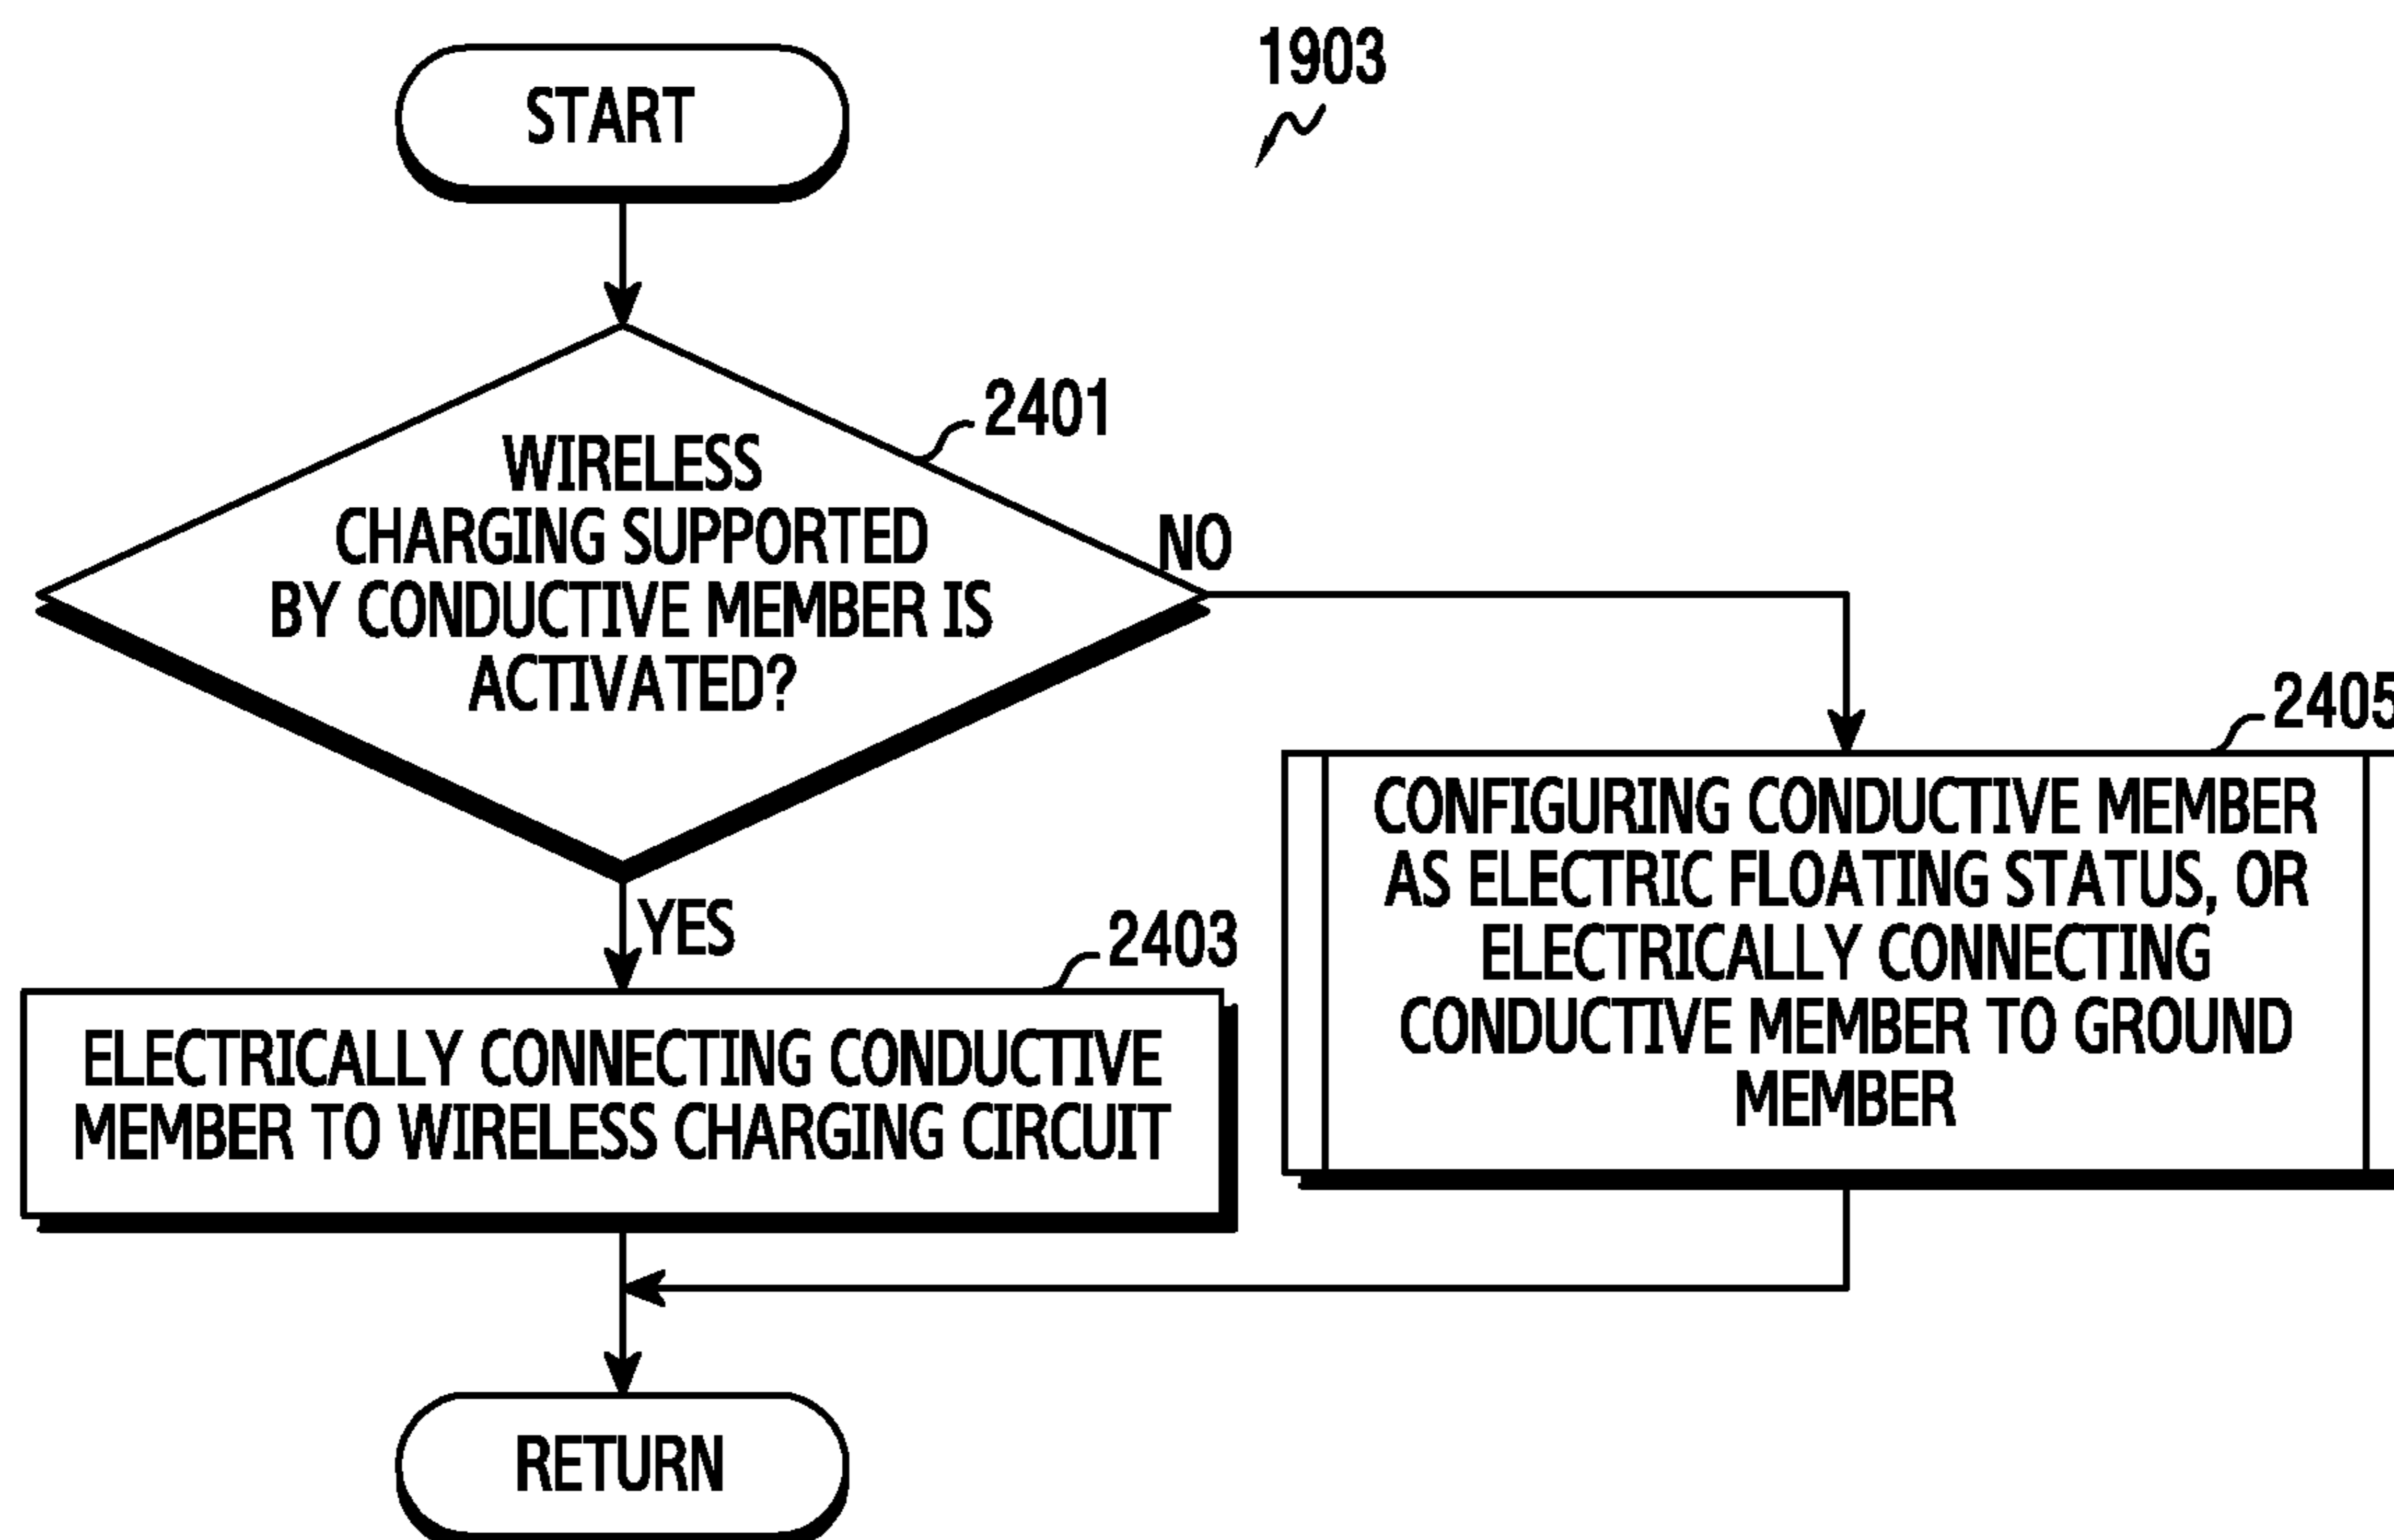 START
1903
2401
WIRELESS
CHARGING SUPPORTED
BY CONDUCTIVE MEMBER IS
ACTIVATED?
NO
YES
2403
ELECTRICALLY CONNECTING CONDUCTIVE
MEMBER TO WIRELESS CHARGING CIRCUIT
2405
CONFIGURING CONDUCTIVE MEMBER
AS ELECTRIC FLOATING STATUS, OR
ELECTRICALLY CONNECTING
CONDUCTIVE MEMBER TO GROUND
MEMBER
RETURN